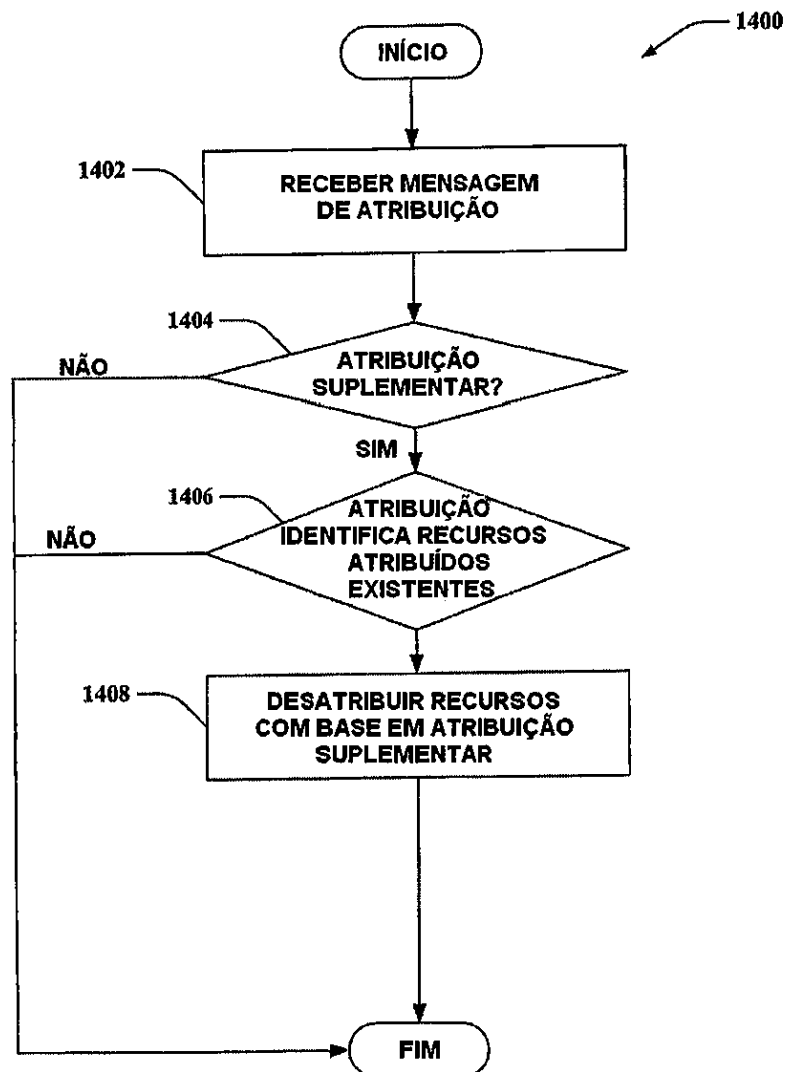 1400
INÍCIO
1402
RECEBER MENSAGEM
DE ATRIBUIÇÃO
1404
NÃO
ATRIBUIÇÃO
SUPLEMENTAR?
SIM
1406
NÃO
ATRIBUIÇÃO
IDENTIFICA RECURSOS
ATRIBUÍDOS
EXISTENTES
1408
DESATRIBUIR RECURSOS
COM BASE EM ATRIBUIÇÃO
SUPLEMENTAR
FIM